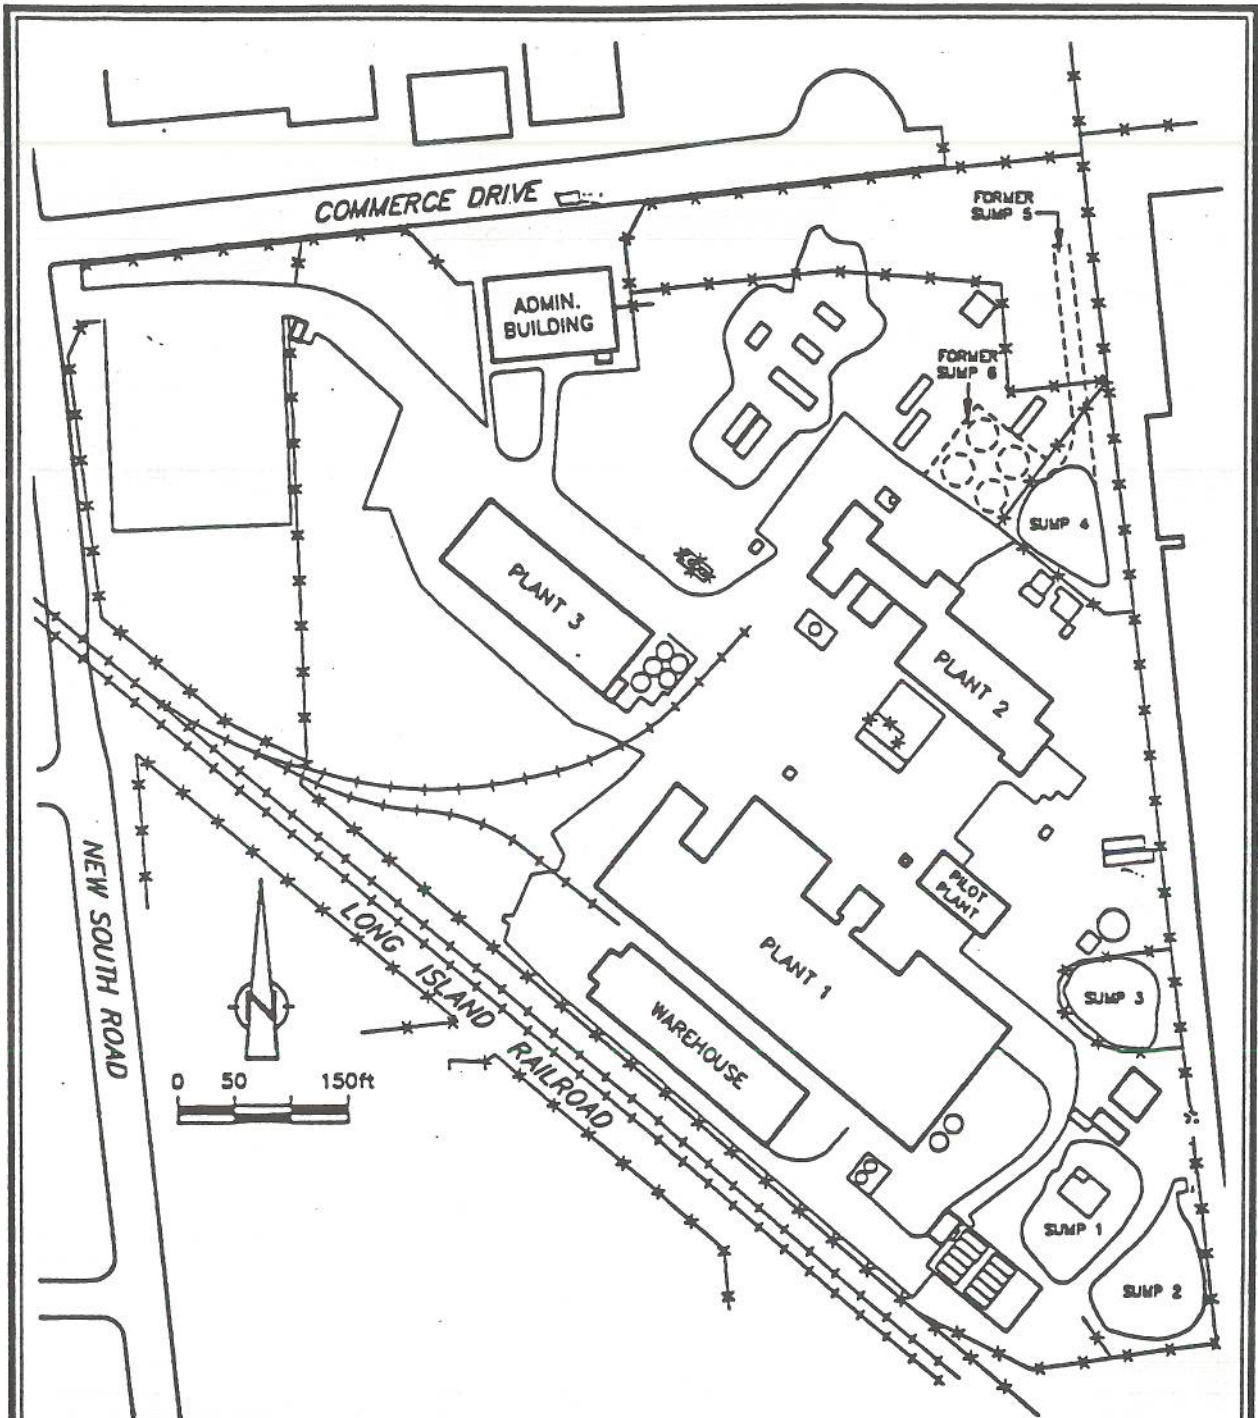 COMMERCE DRIVE
FORMER
SUMP 5
ADMIN.
BUILDING
FORMER
SUMP 6
SUMP 4
PLANT 3
PLANT 2
PILOT
PLANT
PLANT 1
SUMP 3
WAREHOUSE
NEW SOUTH ROAD
LONG ISLAND RAILROAD
N
0 50 150ft
SUMP 1
SUMP 2